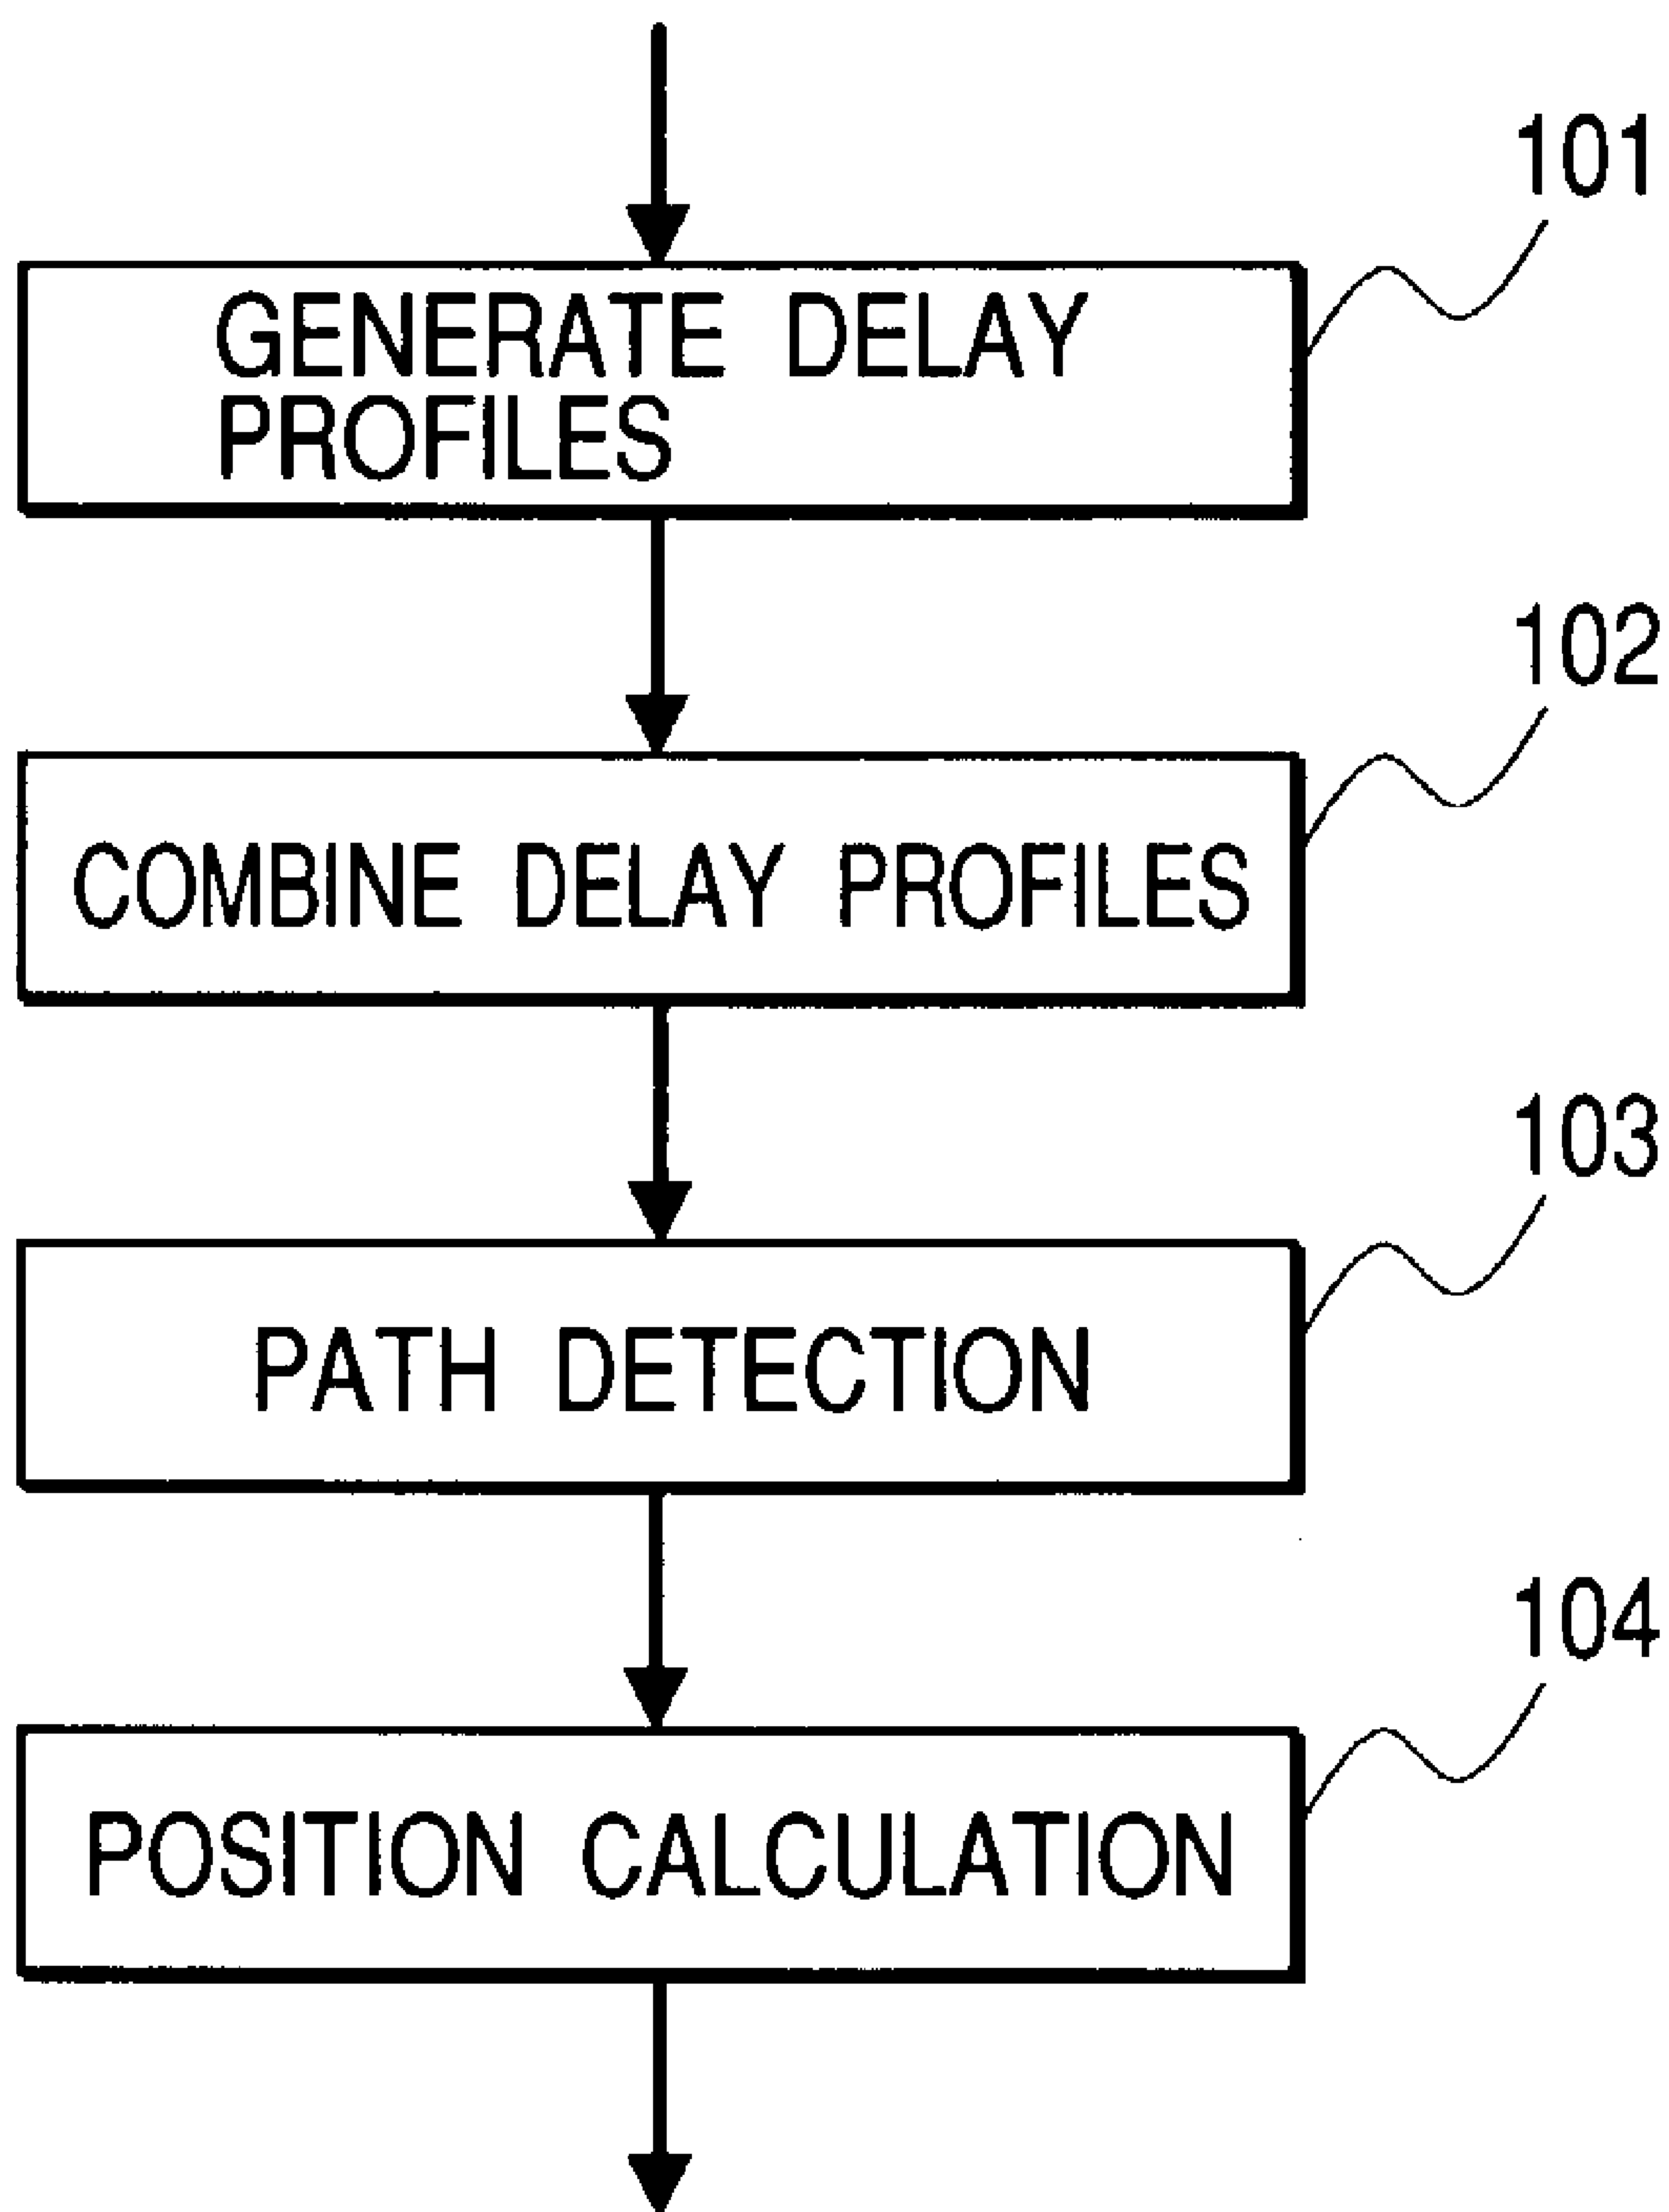 101
GENERATE DELAY
PROFILES
102
COMBINE DELAY PROFILES
103
PATH DETECTION
104
POSITION CALCULATION